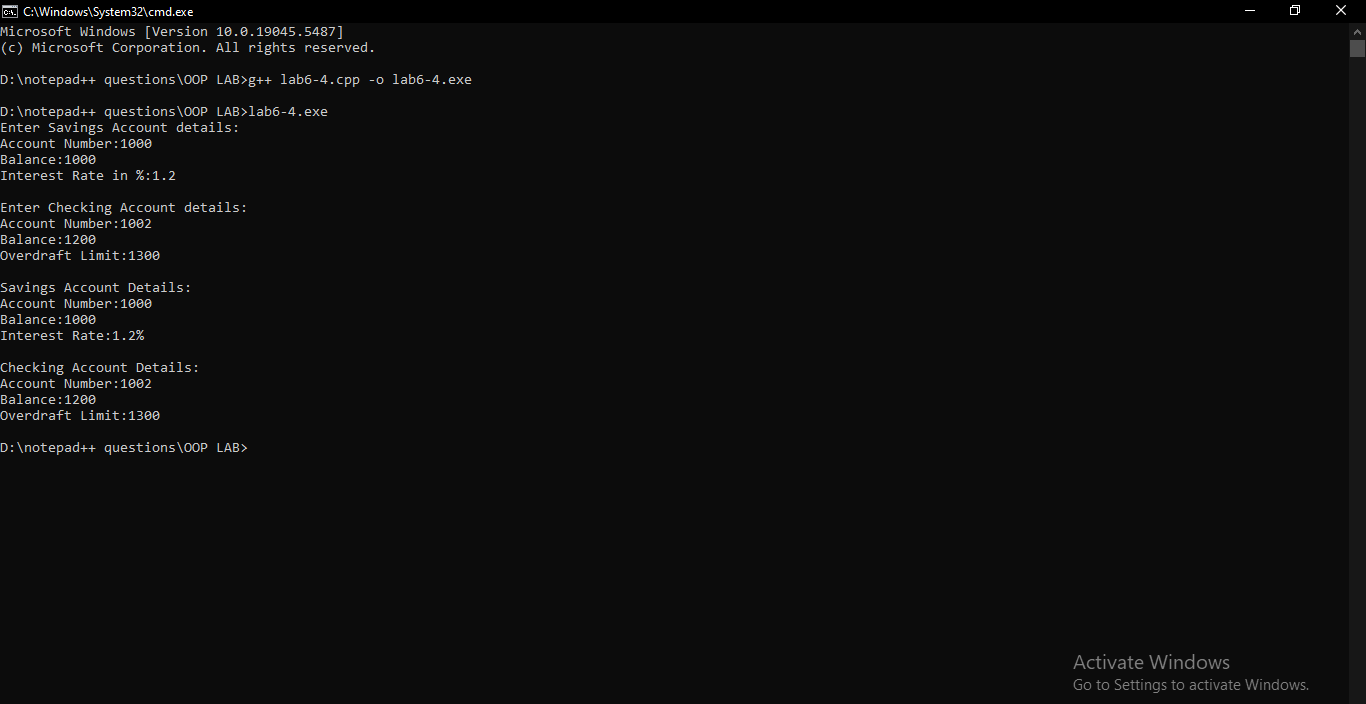 C:\Windows\System32\cmd.exe
Microsoft Windows [Version 10.0.19045.5487]
(c) Microsoft Corporation. All rights reserved.
D:\notepad++ questions\OOP LAB>g++ lab6-4.cpp -o lab6-4.exe
D:\notepad++ questions\OOP LAB>lab6-4.exe
Enter Savings Account details:
Account Number:1000
Balance:1000
Interest Rate in %:1.2
Enter Checking Account details:
Account Number:1002
Balance:1200
Overdraft Limit:1300
Savings Account Details:
Account Number:1000
Balance:1000
Interest Rate:1.2%
Checking Account Details:
Account Number:1002
Balance:1200
Overdraft Limit:1300
D:\notepad++ questions\OOP LAB>
Activate Windows
Go to Settings to activate Windows.